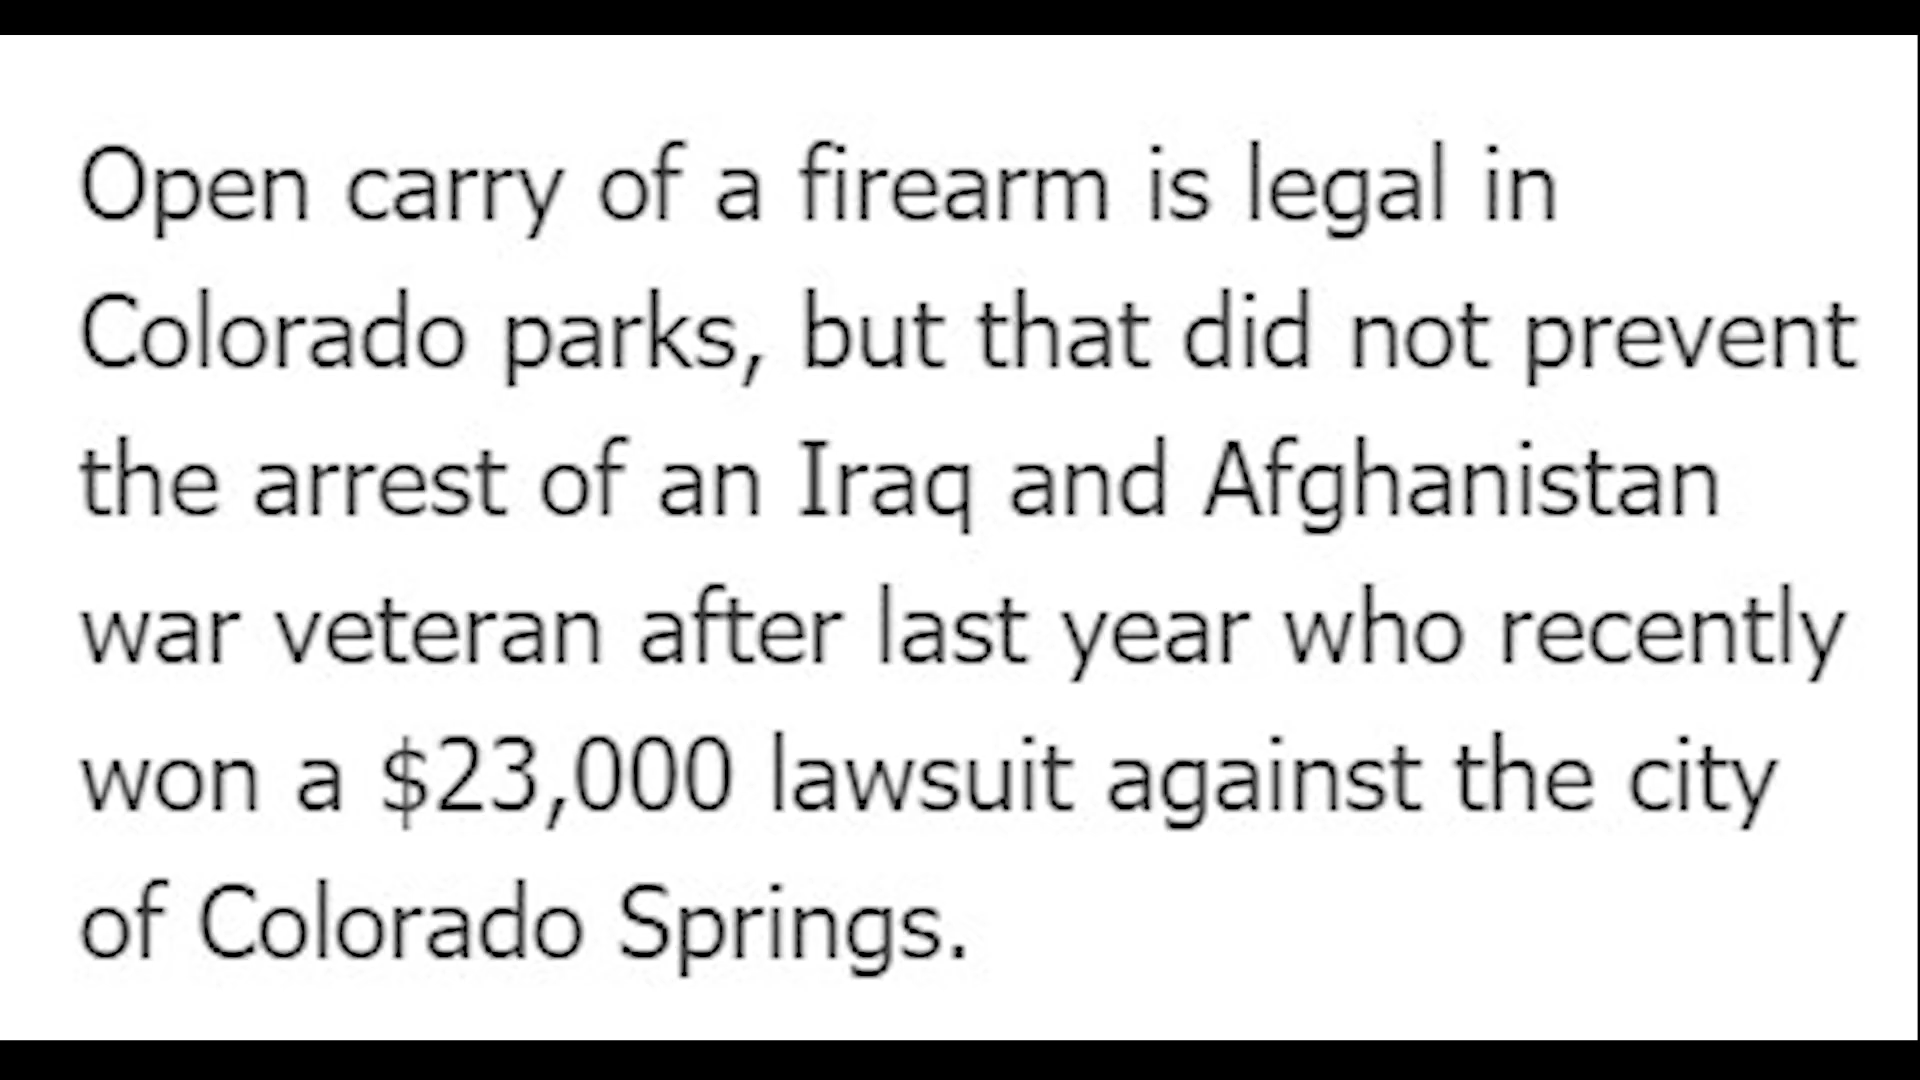 Open carry of a firearm is legal in
Colorado parks, but that did not prevent
the arrest of an Iraq and Afghanistan
war veteran after last year who recently
won a $23,000 lawsuit against the city
of Colorado Springs.